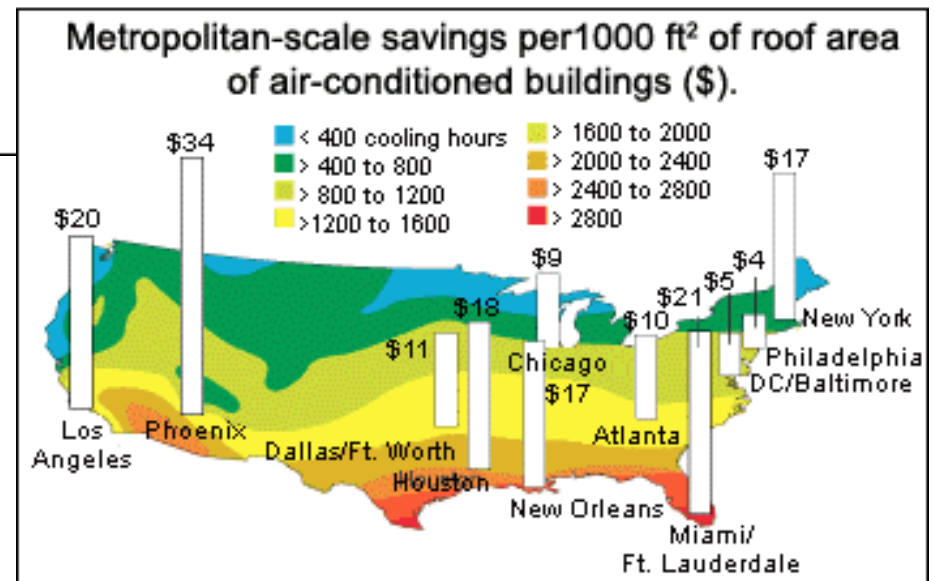 Metropolitan-scale savings per1000 ft² of roof area
of air-conditioned buildings ($).
< 400 cooling hours
> 400 to 800
> 800 to 1200
>1200 to 1600
> 1600 to 2000
> 2000 to 2400
> 2400 to 2800
> 2800
$20
$34
$11
$18
$9
$17
$10
$21
$5
$4
$17
Los
Angeles
Phoenix
Dallas/Ft. Worth
Houston
Chicago
New Orleans
Atlanta
Miami/
Ft. Lauderdale
DC/Baltimore
Philadelphia
New York